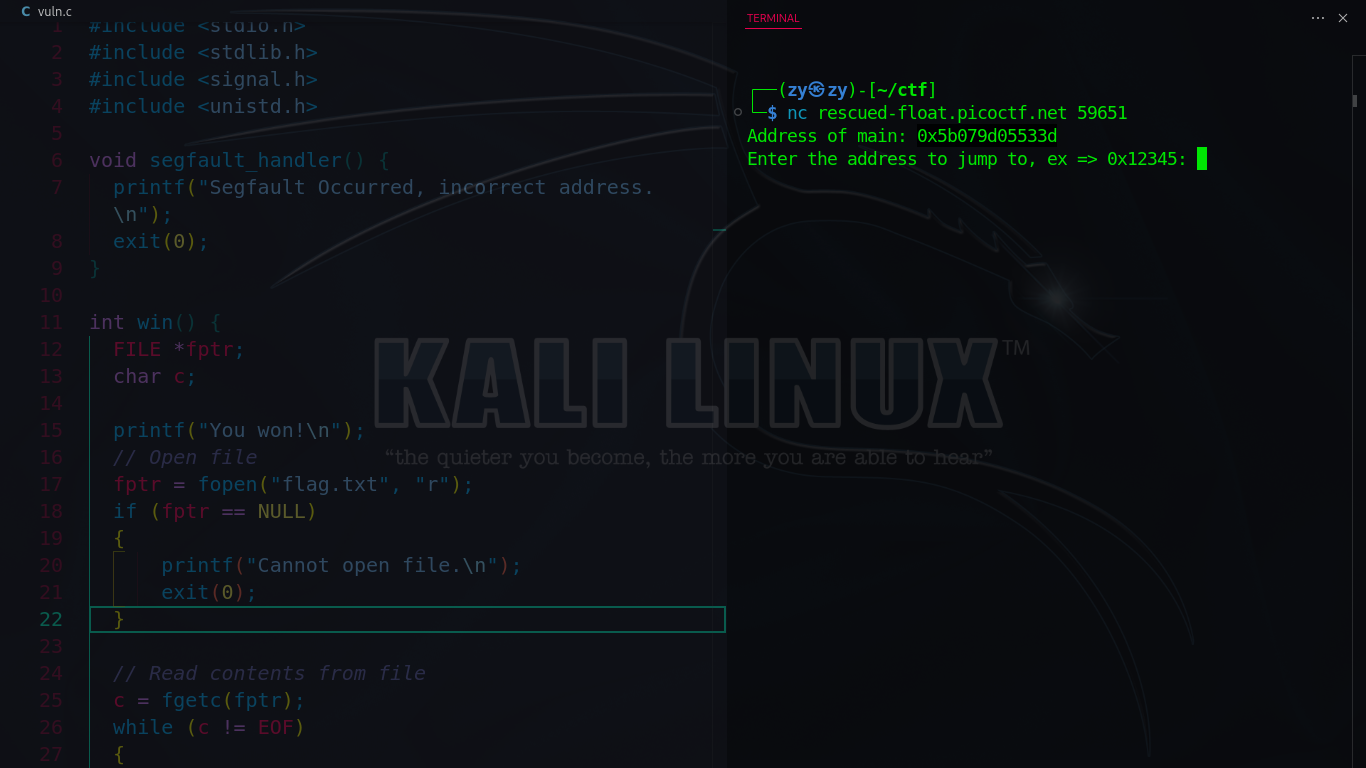 C vuln.c
1 #include <stdio.h>
2 #include <stdlib.h>
3 #include <signal.h>
4 #include <unistd.h>
5
6 void segfault_handler() {
7 printf("Segfault Occurred, incorrect address.
\n");
8 exit(0);
9 }
10
11 int win() {
12 FILE *fptr;
13 char c;
14
15 printf("You won!\n");
16 // Open file
17 fptr = fopen("flag.txt", "r");
18 if (fptr == NULL)
19 {
20 printf("Cannot open file.\n");
21 exit(0);
22 }
23
24 // Read contents from file
25 c = fgetc(fptr);
26 while (c != EOF)
27 {
TERMINAL
┌──(zy㉿zy)-[~/ctf]
└─$ nc rescued-float.picoctf.net 59651
Address of main: 0x5b079d05533d
Enter the address to jump to, ex => 0x12345:
KALI LINUX™
“the quieter you become, the more you are able to hear”